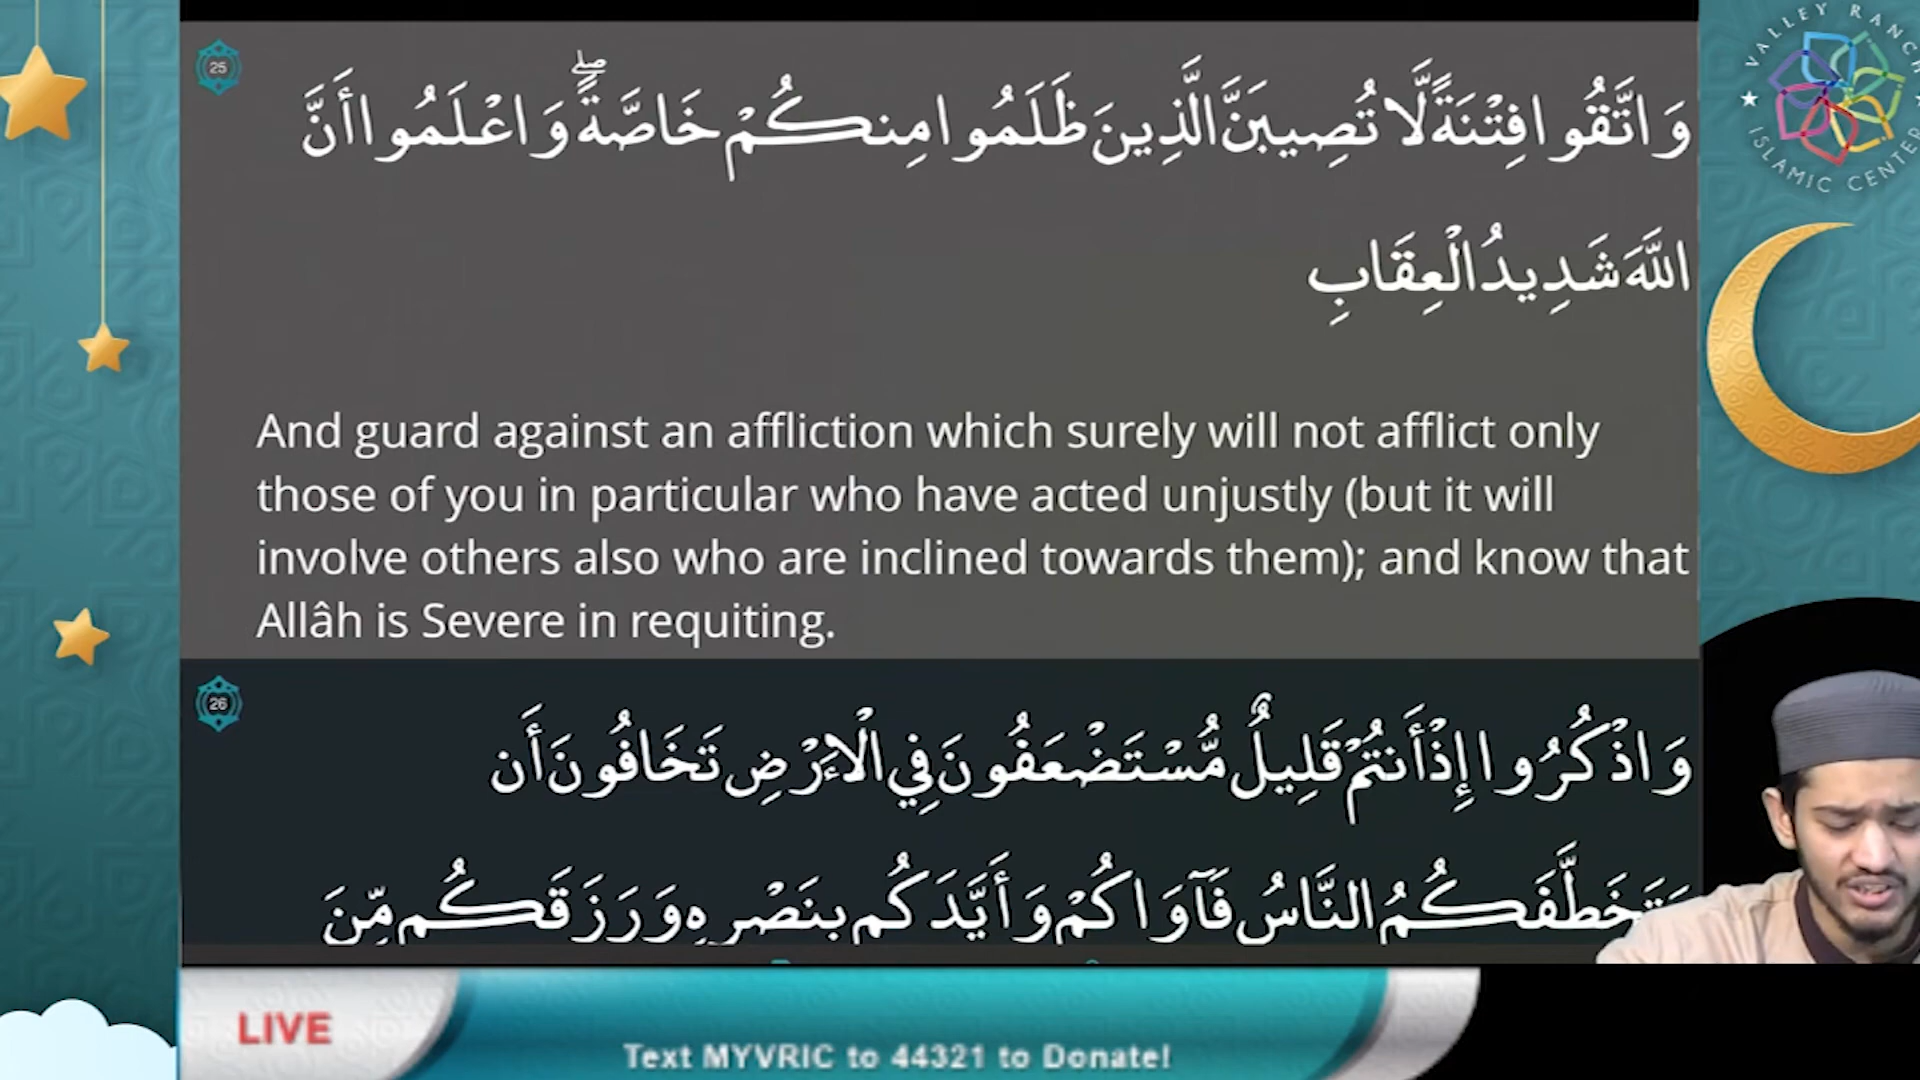 25
وَاتَّقُوا فِتْنَةً لَّا تُصِيبَنَّ الَّذِينَ ظَلَمُوا مِنكُمْ خَاصَّةً ۖ وَاعْلَمُوا أَنَّ
اللَّهَ شَدِيدُ الْعِقَابِ
And guard against an affliction which surely will not afflict only
those of you in particular who have acted unjustly (but it will
involve others also who are inclined towards them); and know that
Allâh is Severe in requiting.
26
وَاذْكُرُوا إِذْ أَنتُمْ قَلِيلٌ مُّسْتَضْعَفُونَ فِي الْأَرْضِ تَخَافُونَ أَن
يَتَخَطَّفَكُمُ النَّاسُ فَآوَاكُمْ وَأَيَّدَكُم بِنَصْرِهِ وَرَزَقَكُم مِّنَ
VALLEY RANCH
ISLAMIC CENTER
LIVE
Text MYVRIC to 44321 to Donate!